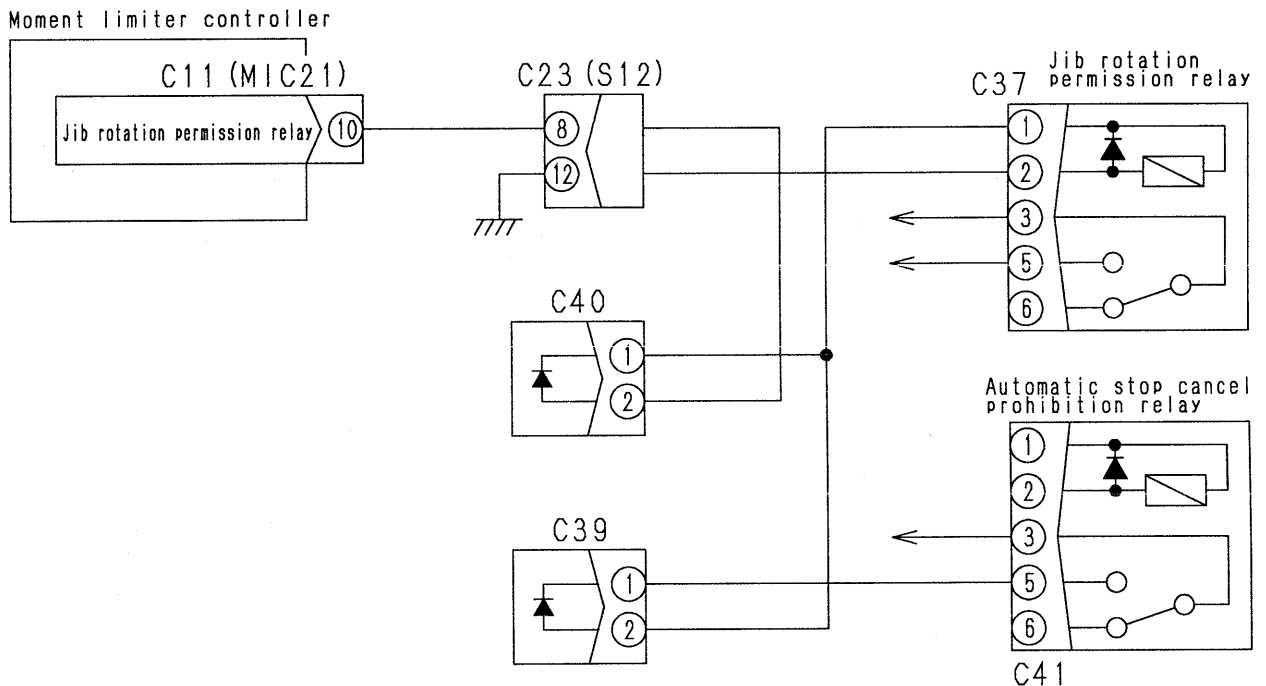 Moment limiter controller
C11 (MIC21)
Jib rotation permission relay
10
C23 (S12)
8
12
C37
Jib rotation
permission relay
1
2
3
5
6
C40
1
2
Automatic stop cancel
prohibition relay
1
2
3
5
6
C41
C39
1
2